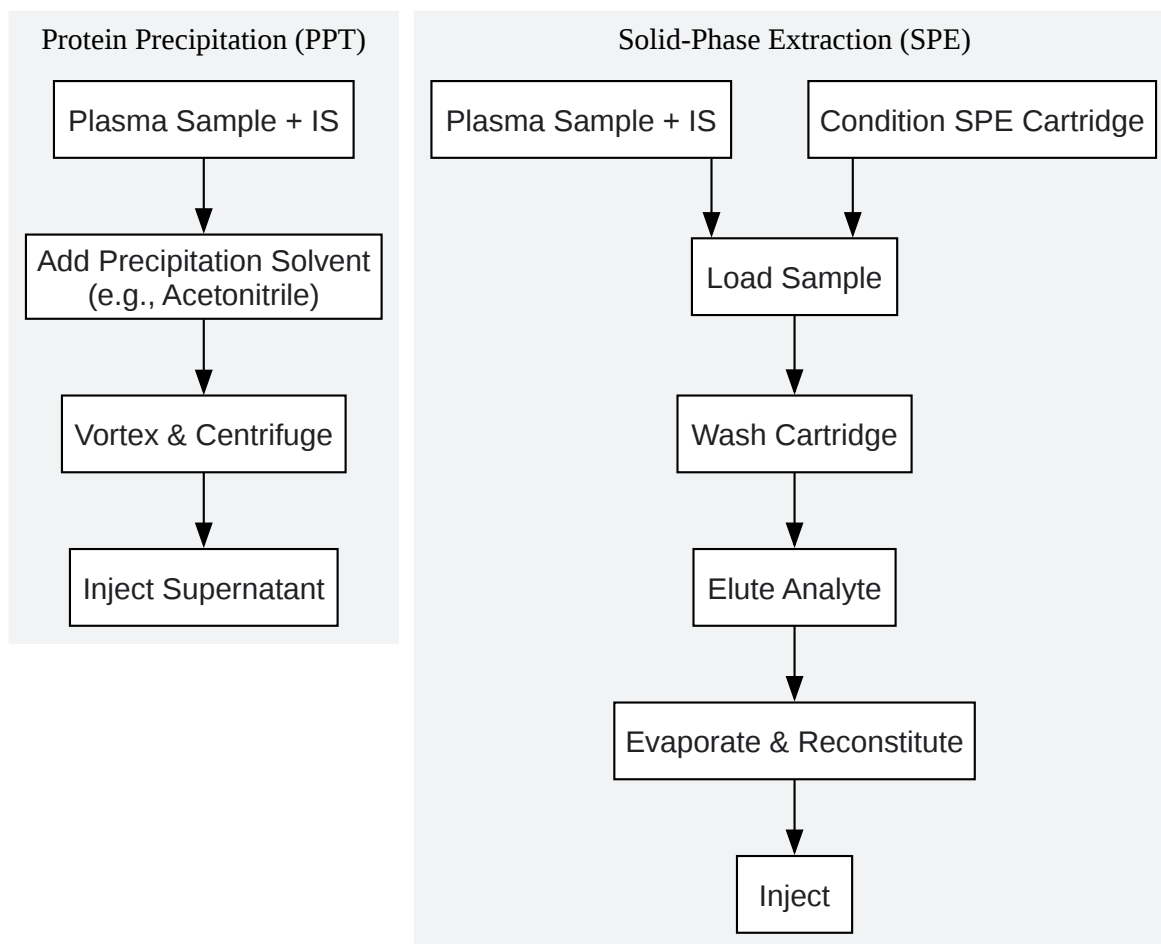 Protein Precipitation (PPT)
Plasma Sample + IS
Add Precipitation Solvent
(e.g., Acetonitrile)
Vortex & Centrifuge
Inject Supernatant
Solid-Phase Extraction (SPE)
Plasma Sample + IS
Condition SPE Cartridge
Load Sample
Wash Cartridge
Elute Analyte
Evaporate & Reconstitute
Inject